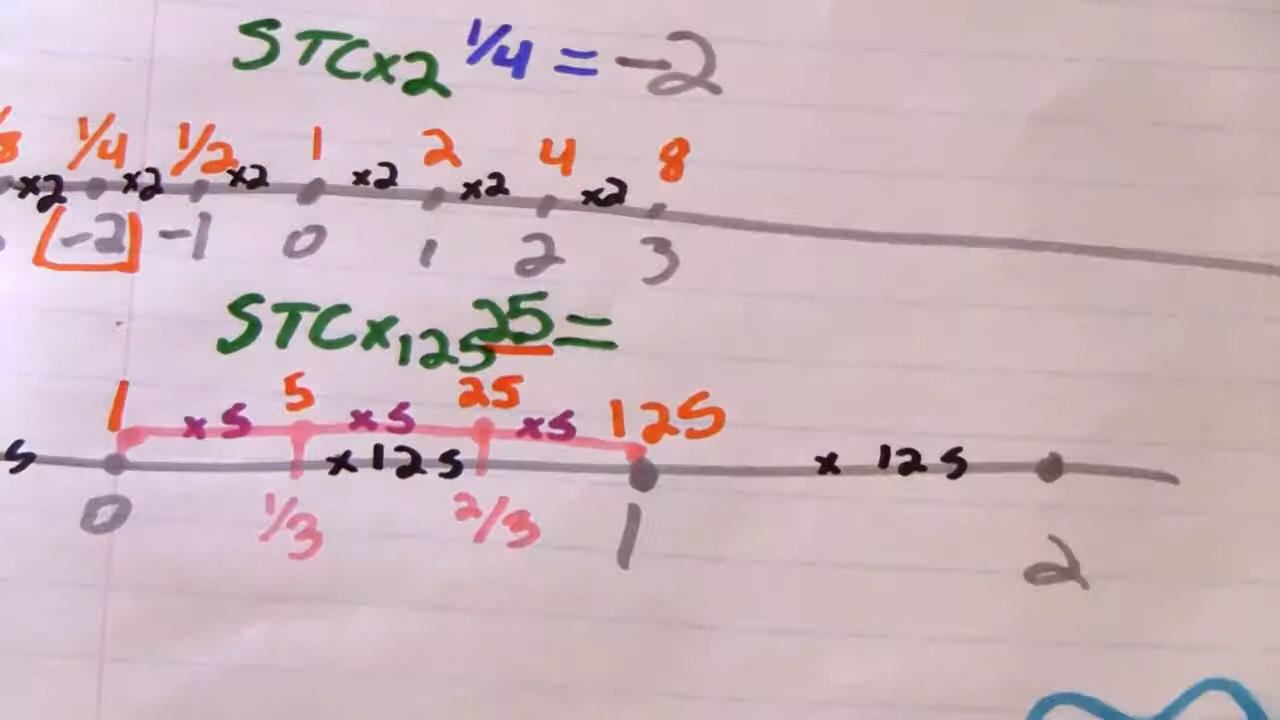 STCx2 1/4 = -2
1/4 1/2 1 2 4 8
x2 x2 x2 x2 x2 x2
-2 -1 0 1 2 3
STCx125 25 =
1 5 25 125
x5 x5 x5
x125 x 125
0 1/3 2/3 1 2